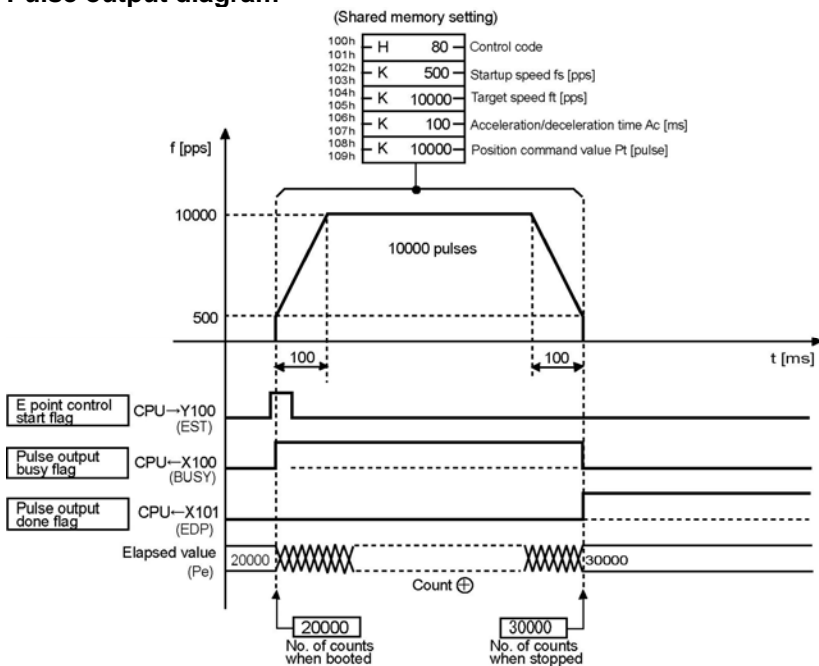 Pulse output diagram
(Shared memory setting)
100h
101h
H 80 Control code
102h
103h
K 500 Startup speed fs [pps]
104h
105h
K 10000 Target speed ft [pps]
106h
107h
K 100 Acceleration/deceleration time Ac [ms]
108h
109h
K 10000 Position command value Pt [pulse]
f [pps]
10000
10000 pulses
500
100 100 t [ms]
E point control
start flag
CPU→Y100
(EST)
Pulse output
busy flag
CPU←X100
(BUSY)
Pulse output
done flag
CPU←X101
(EDP)
Elapsed value
(Pe)
20000 30000
Count ⊕
20000
No. of counts
when booted
30000
No. of counts
when stopped